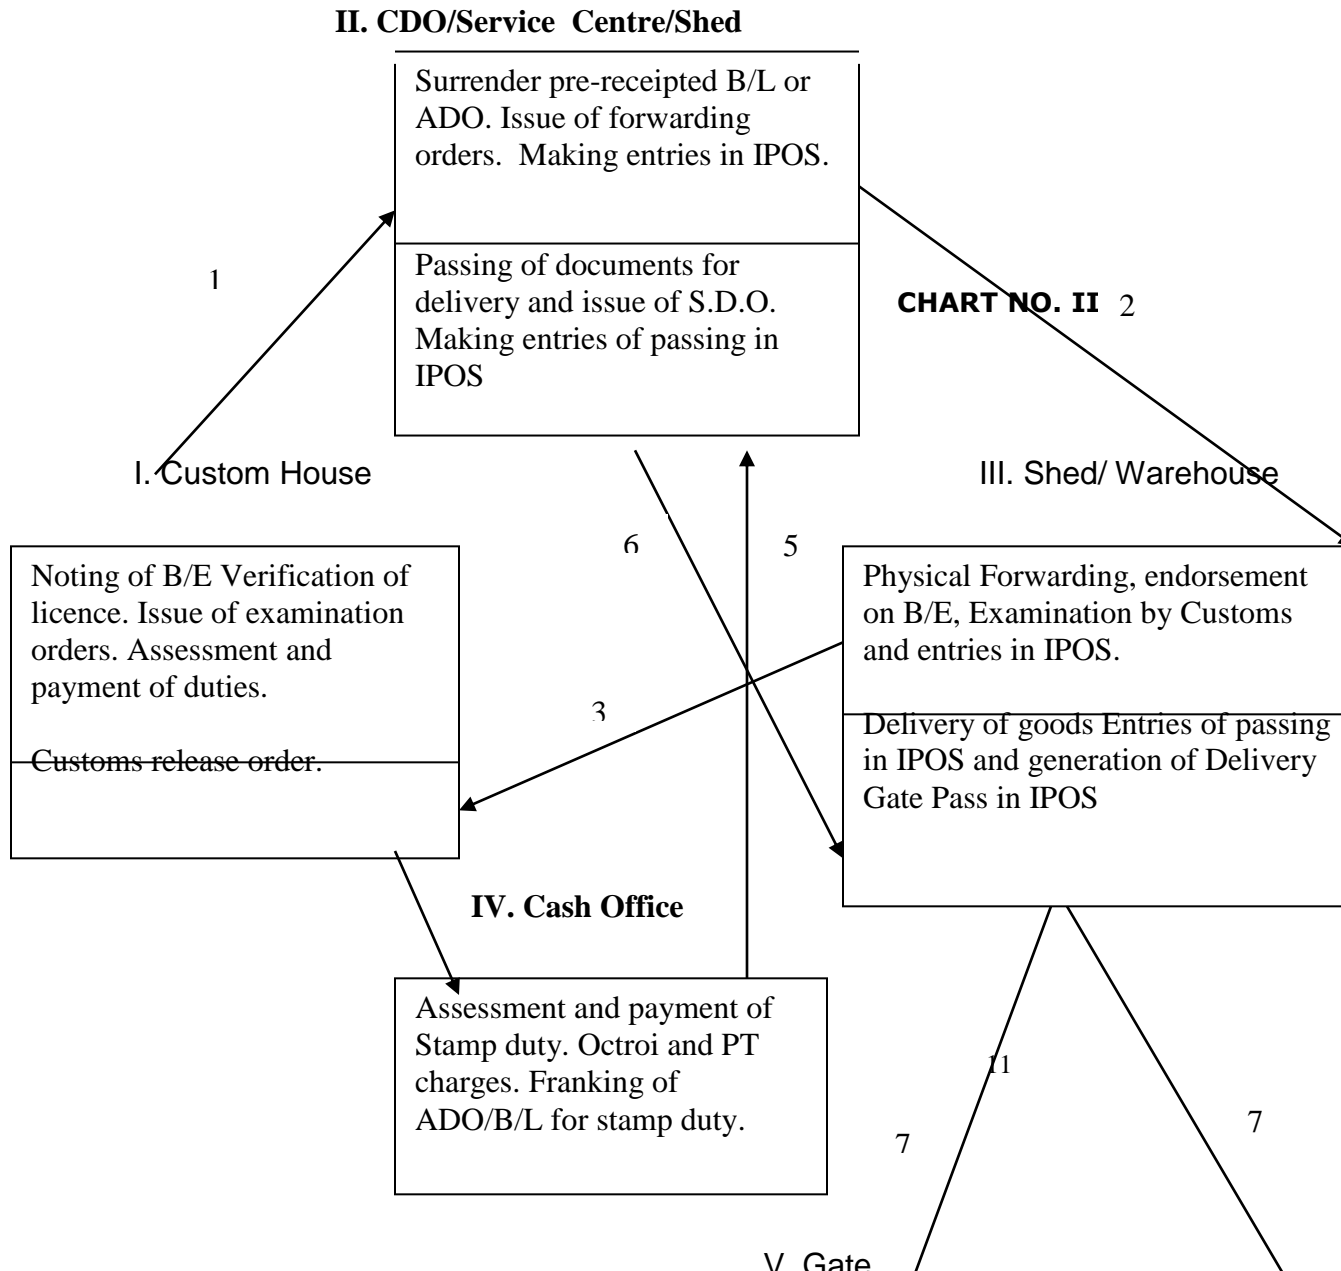 II. CDO/Service Centre/Shed
Surrender pre-receipted B/L or
ADO. Issue of forwarding
orders. Making entries in IPOS.
Passing of documents for
delivery and issue of S.D.O.
Making entries of passing in
IPOS
1
CHART NO. II 2
I. Custom House
III. Shed/ Warehouse
6
5
Noting of B/E Verification of
licence. Issue of examination
orders. Assessment and
payment of duties.
Customs release order.
Physical Forwarding, endorsement
on B/E, Examination by Customs
and entries in IPOS.
3
Delivery of goods Entries of passing
in IPOS and generation of Delivery
Gate Pass in IPOS
IV. Cash Office
Assessment and payment of
Stamp duty. Octroi and PT
charges. Franking of
ADO/B/L for stamp duty.
11
7
7
V. Gate